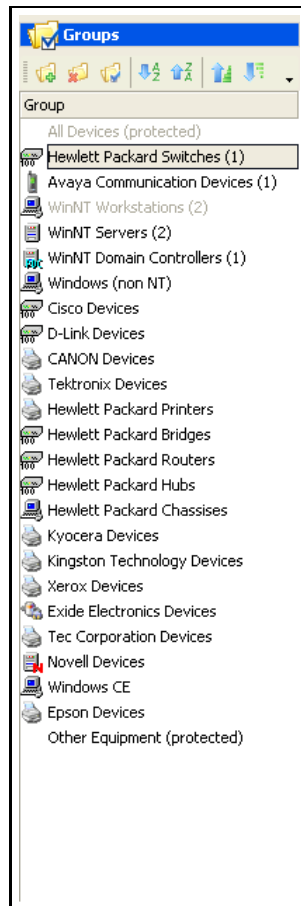 Groups
Group
All Devices (protected)
Hewlett Packard Switches (1)
Avaya Communication Devices (1)
WinNT Workstations (2)
WinNT Servers (2)
WinNT Domain Controllers (1)
Windows (non NT)
Cisco Devices
D-Link Devices
CANON Devices
Tektronix Devices
Hewlett Packard Printers
Hewlett Packard Bridges
Hewlett Packard Routers
Hewlett Packard Hubs
Hewlett Packard Chassises
Kyocera Devices
Kingston Technology Devices
Xerox Devices
Exide Electronics Devices
Tec Corporation Devices
Novell Devices
Windows CE
Epson Devices
Other Equipment (protected)